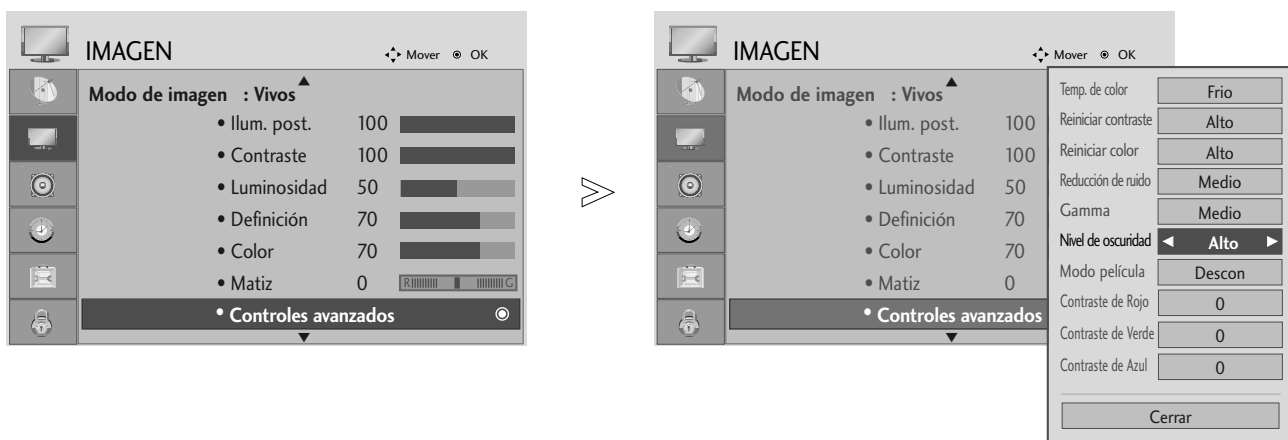 IMAGEN
Mover OK
Modo de imagen : Vivos
• Ilum. post. 100
• Contraste 100
• Luminosidad 50
• Definición 70
• Color 70
• Matiz 0 R G
• Controles avanzados
IMAGEN
Mover OK
Modo de imagen : Vivos
• Ilum. post. 100
• Contraste 100
• Luminosidad 50
• Definición 70
• Color 70
• Matiz 0
• Controles avanzados
Temp. de color Frio
Reiniciar contraste Alto
Reiniciar color Alto
Reducción de ruido Medio
Gamma Medio
Nivel de oscuridad Alto
Modo película Descon
Contraste de Rojo 0
Contraste de Verde 0
Contraste de Azul 0
Cerrar